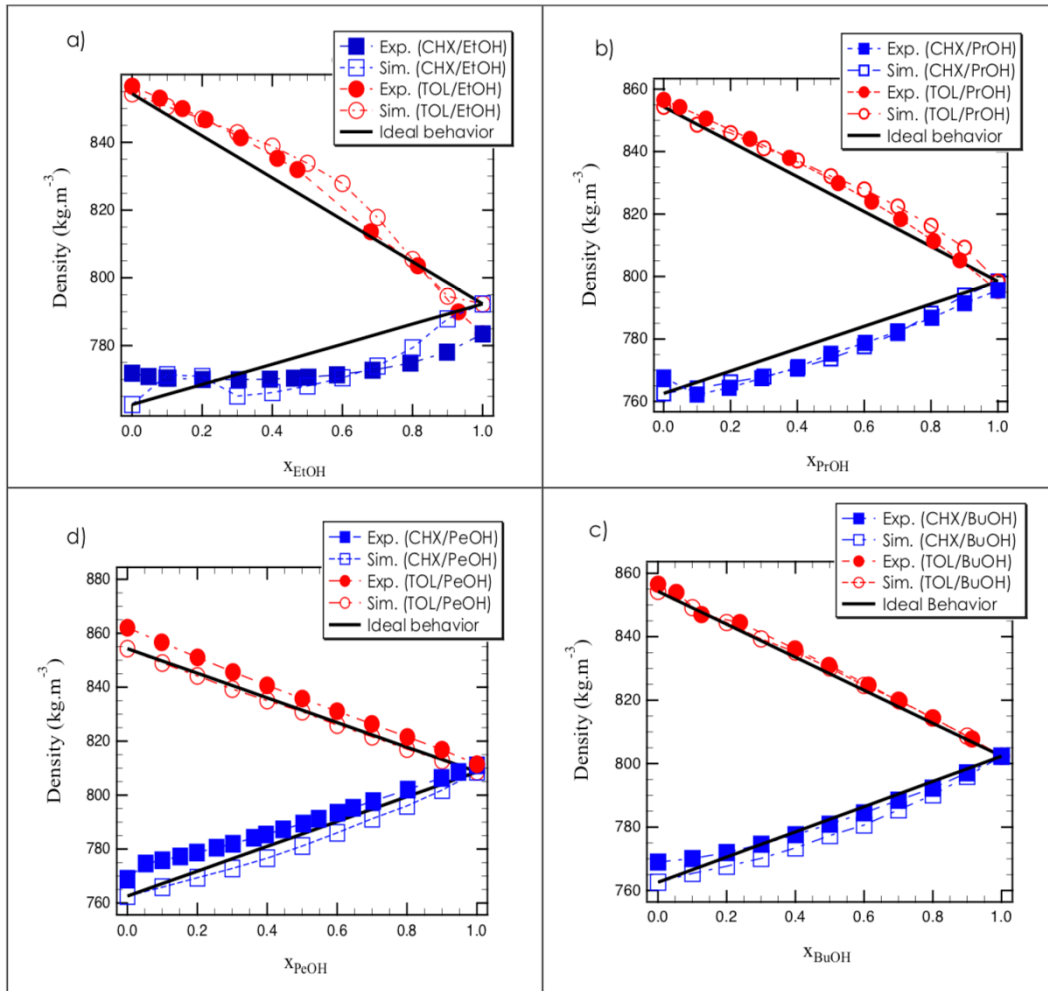 a)
Exp. (CHX/EtOH)
Sim. (CHX/EtOH)
Exp. (TOL/EtOH)
Sim. (TOL/EtOH)
Ideal behavior
Density (kg.m⁻³)
840
820
800
780
0.0 0.2 0.4 0.6 0.8 1.0
x_EtOH
b)
Exp. (CHX/PrOH)
Sim. (CHX/PrOH)
Exp. (TOL/PrOH)
Sim. (TOL/PrOH)
Ideal behavior
Density (kg.m⁻³)
860
840
820
800
780
760
0.0 0.2 0.4 0.6 0.8 1.0
x_PrOH
d)
Exp. (CHX/PeOH)
Sim. (CHX/PeOH)
Exp. (TOL/PeOH)
Sim. (TOL/PeOH)
Ideal behavior
Density (kg.m⁻³)
880
860
840
820
800
780
760
0.0 0.2 0.4 0.6 0.8 1.0
x_PeOH
c)
Exp. (CHX/BuOH)
Sim. (CHX/BuOH)
Exp. (TOL/BuOH)
Sim. (TOL/BuOH)
Ideal Behavior
Density (kg.m⁻³)
860
840
820
800
780
760
0.0 0.2 0.4 0.6 0.8 1.0
x_BuOH